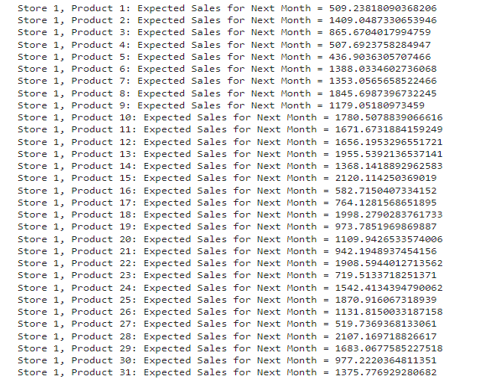 Store 1, Product 1: Expected Sales for Next Month = 509.23818090368206
Store 1, Product 2: Expected Sales for Next Month = 1409.0487330653946
Store 1, Product 3: Expected Sales for Next Month = 865.6704017994759
Store 1, Product 4: Expected Sales for Next Month = 507.6923758284947
Store 1, Product 5: Expected Sales for Next Month = 436.9036305707466
Store 1, Product 6: Expected Sales for Next Month = 1388.0334602736068
Store 1, Product 7: Expected Sales for Next Month = 1353.0565658522466
Store 1, Product 8: Expected Sales for Next Month = 1845.6987396732245
Store 1, Product 9: Expected Sales for Next Month = 1179.05180973459
Store 1, Product 10: Expected Sales for Next Month = 1780.5078839066616
Store 1, Product 11: Expected Sales for Next Month = 1671.6731884159249
Store 1, Product 12: Expected Sales for Next Month = 1656.1953296551721
Store 1, Product 13: Expected Sales for Next Month = 1955.5392136537141
Store 1, Product 14: Expected Sales for Next Month = 1368.1418892962583
Store 1, Product 15: Expected Sales for Next Month = 2120.114250369019
Store 1, Product 16: Expected Sales for Next Month = 582.7150407334152
Store 1, Product 17: Expected Sales for Next Month = 764.1281568651895
Store 1, Product 18: Expected Sales for Next Month = 1998.2790283761733
Store 1, Product 19: Expected Sales for Next Month = 973.7851969869887
Store 1, Product 20: Expected Sales for Next Month = 1109.9426533574006
Store 1, Product 21: Expected Sales for Next Month = 942.1948937454156
Store 1, Product 22: Expected Sales for Next Month = 1908.5944012713562
Store 1, Product 23: Expected Sales for Next Month = 719.5133718251371
Store 1, Product 24: Expected Sales for Next Month = 1542.4134394790062
Store 1, Product 25: Expected Sales for Next Month = 1870.916067318939
Store 1, Product 26: Expected Sales for Next Month = 1131.8150033187158
Store 1, Product 27: Expected Sales for Next Month = 519.7369368133061
Store 1, Product 28: Expected Sales for Next Month = 2107.169718826617
Store 1, Product 29: Expected Sales for Next Month = 1683.0677585227518
Store 1, Product 30: Expected Sales for Next Month = 977.2220364811351
Store 1, Product 31: Expected Sales for Next Month = 1375.776929280682